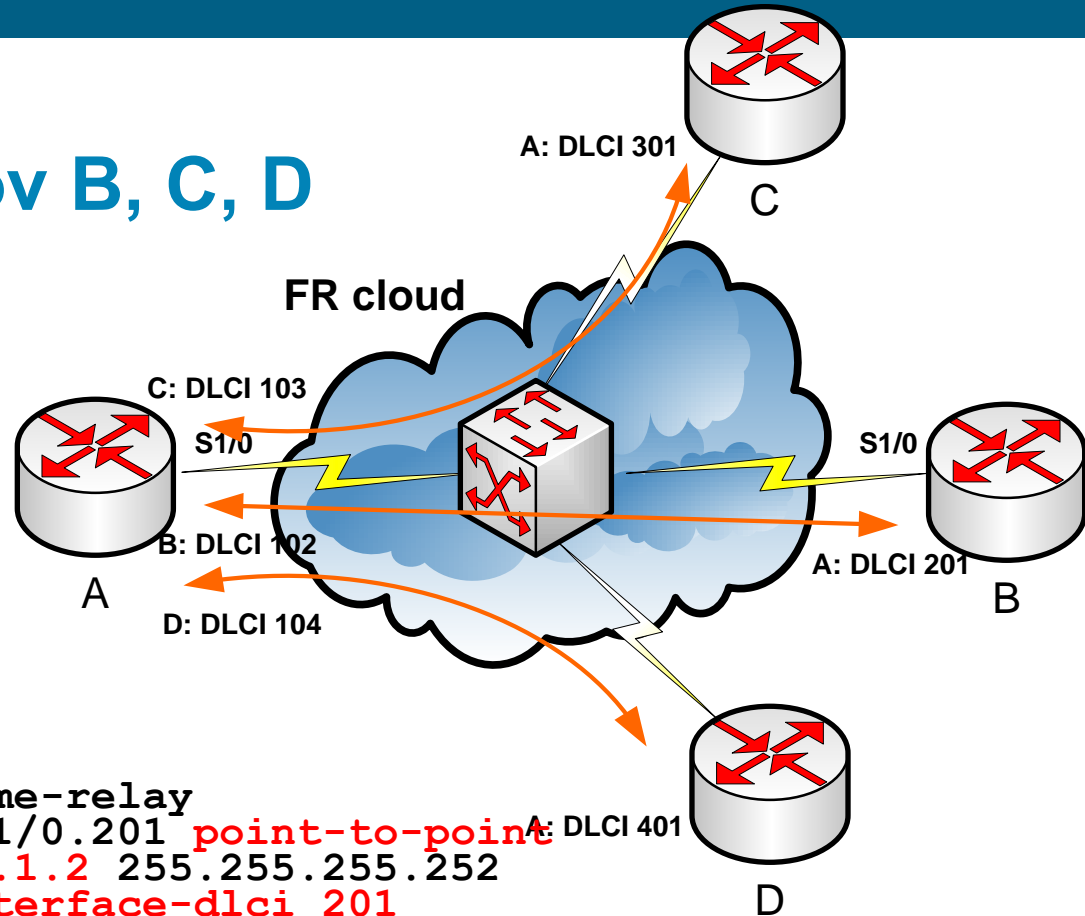 A: DLCI 301
C
ov B, C, D
FR cloud
C: DLCI 103
S1/0
S1/0
B: DLCI 102
A: DLCI 201
A
B
D: DLCI 104
me-relay
1/0.201 point-to-point
A: DLCI 401
.1.2 255.255.255.252
terface-dlci 201
D